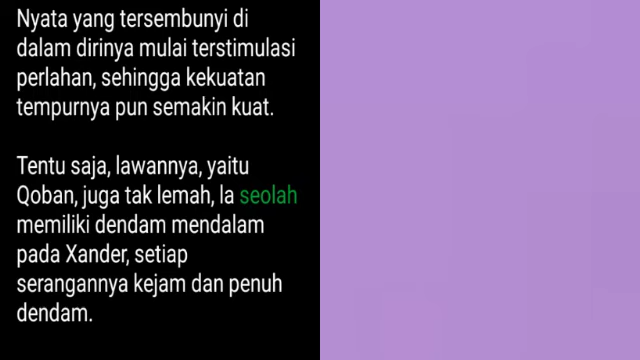 Nyata yang tersembunyi di
dalam dirinya mulai terstimulasi
perlahan, sehingga kekuatan
tempurnya pun semakin kuat.
Tentu saja, lawannya, yaitu
Qoban, juga tak lemah, la seolah
memiliki dendam mendalam
pada Xander, setiap
serangannya kejam dan penuh
dendam.